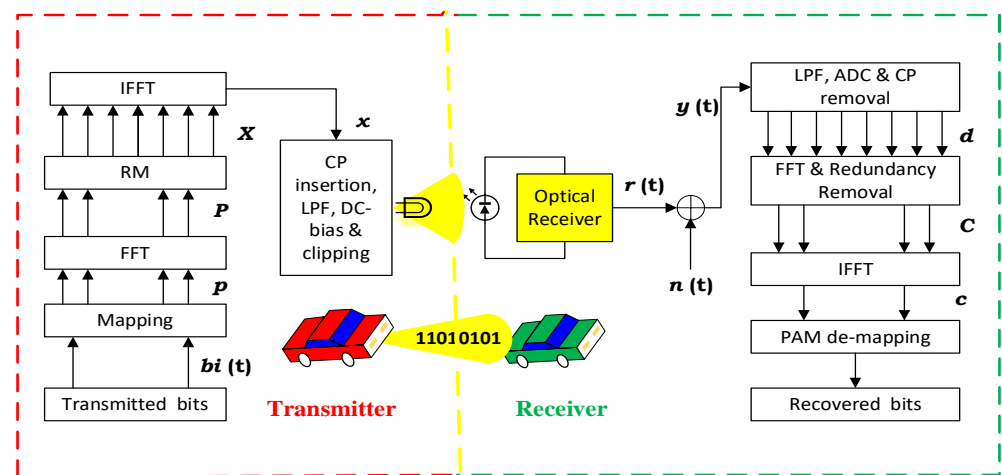 IFFT
X
x
RM
P
FFT
p
Mapping
bi (t)
Transmitted bits
CP
insertion,
LPF, DC-
bias &
clipping
11010101
Transmitter
Receiver
Optical
Receiver
r (t)
n (t)
y (t)
LPF, ADC & CP
removal
d
FFT & Redundancy
Removal
C
IFFT
c
PAM de-mapping
Recovered bits